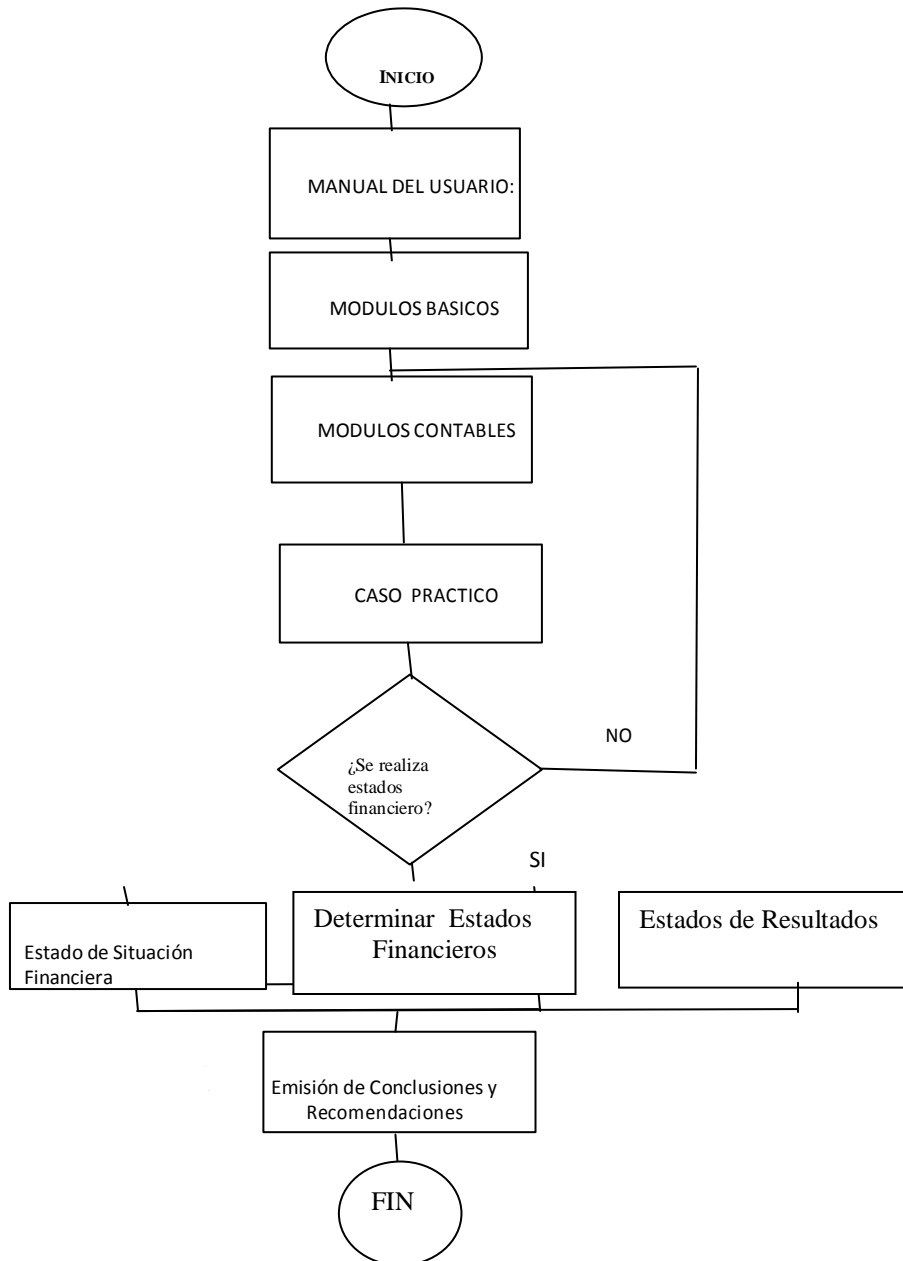 INICIO
MANUAL DEL USUARIO:
MODULOS BASICOS
MODULOS CONTABLES
CASO PRACTICO
NO
¿Se realiza
estados
financiero?
SI
Estado de Situación
Financiera
Determinar Estados
Financieros
Estados de Resultados
Emisión de Conclusiones y
Recomendaciones
FIN